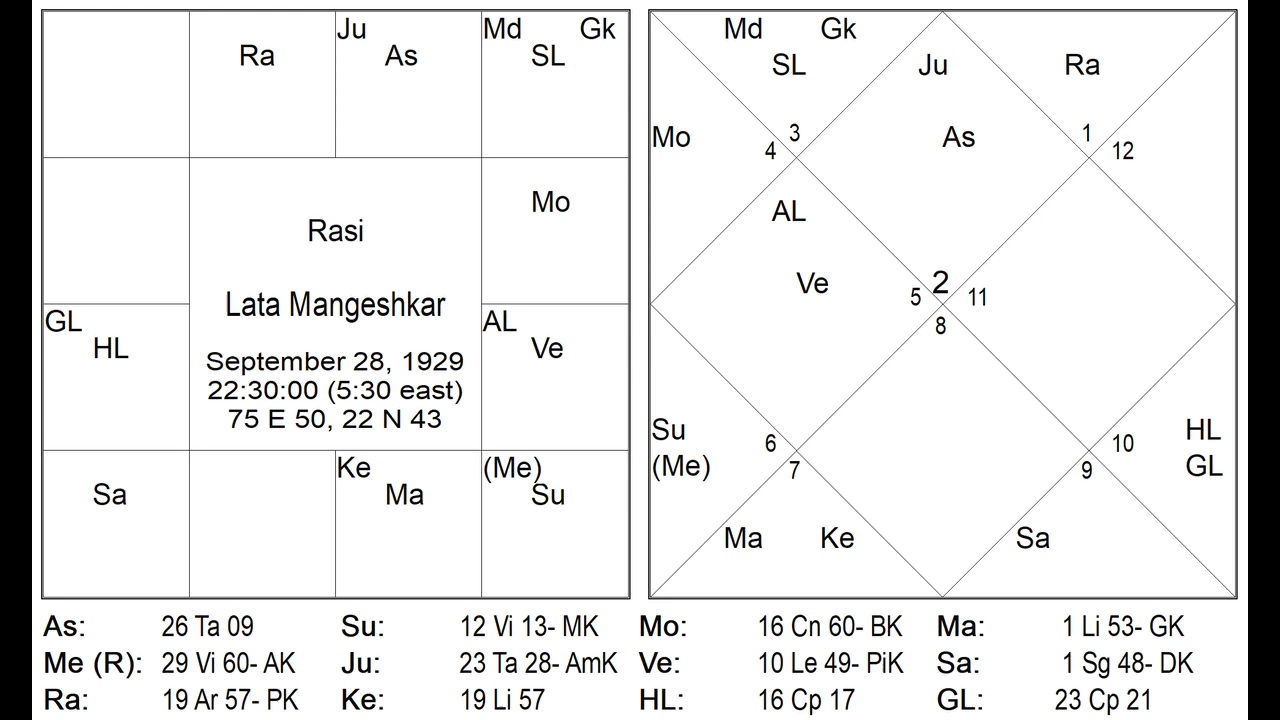 Ju
Ra As
Md Gk
SL
Mo
Rasi
Lata Mangeshkar
September 28, 1929
22:30:00 (5:30 east)
75 E 50, 22 N 43
GL
HL
AL
Ve
Sa
Ke
Ma
(Me)
Su
Md Gk
SL
Ju
Ra
Mo
As
3
4
1
12
AL
Ve
2
5
11
8
Su
(Me)
6
7
10
9
HL
GL
Ma Ke
Sa
As: 26 Ta 09 Su: 12 Vi 13- MK Mo: 16 Cn 60- BK Ma: 1 Li 53- GK
Me (R): 29 Vi 60- AK Ju: 23 Ta 28- AmK Ve: 10 Le 49- PiK Sa: 1 Sg 48- DK
Ra: 19 Ar 57- PK Ke: 19 Li 57 HL: 16 Cp 17 GL: 23 Cp 21